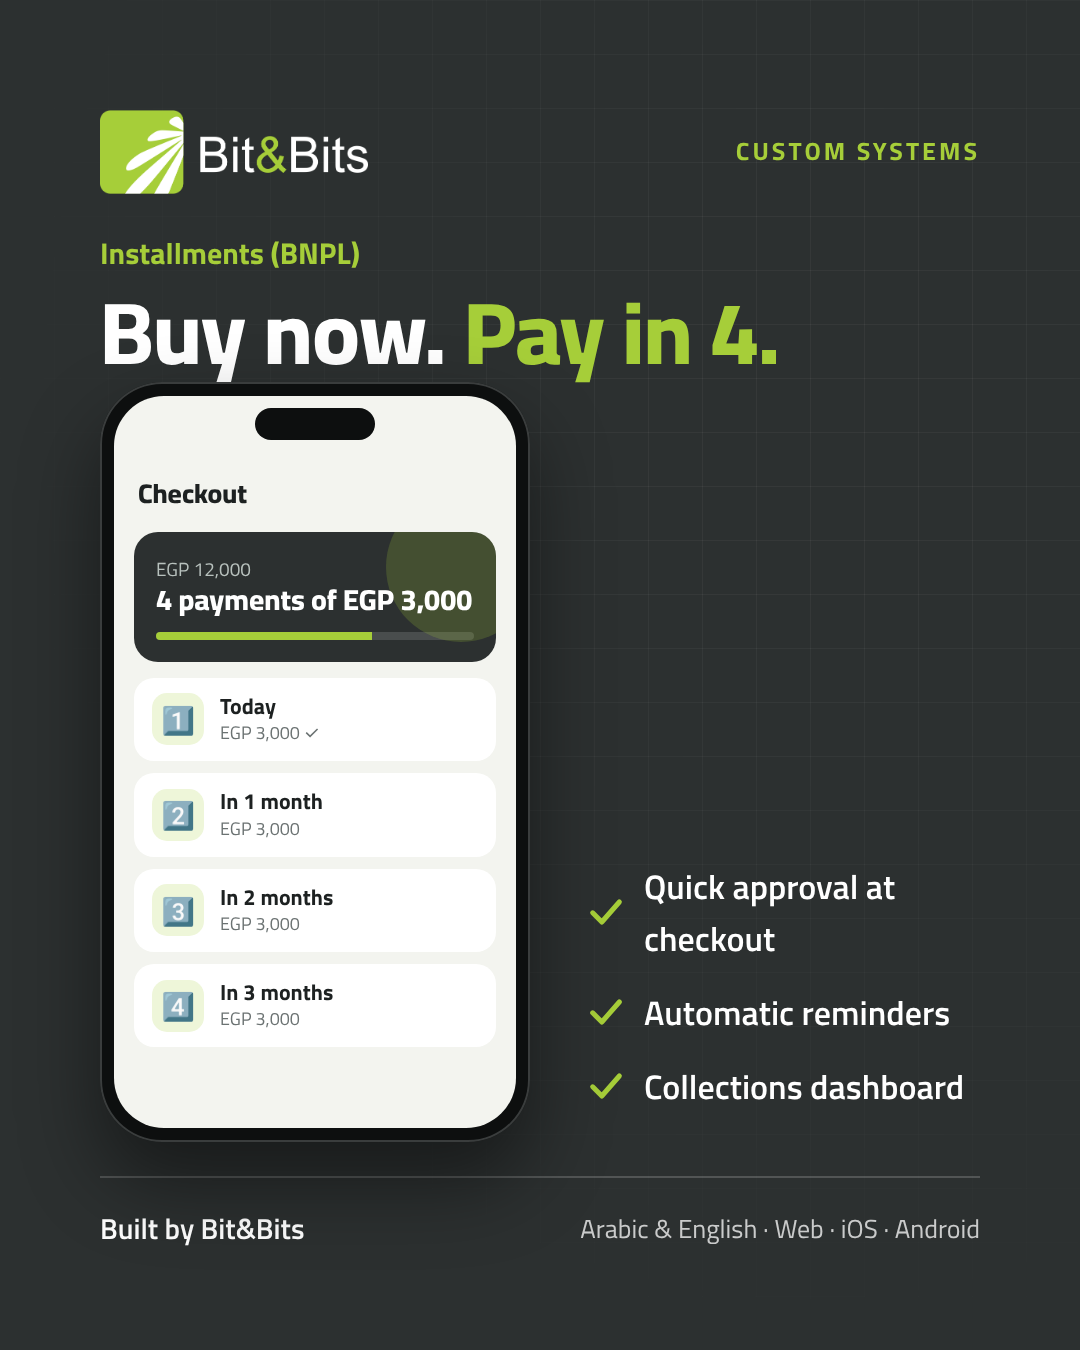 Bit&Bits
CUSTOM SYSTEMS
Installments (BNPL)
Buy now. Pay in 4.
Checkout
EGP 12,000
4 payments of EGP 3,000
1
Today
EGP 3,000 ✓
2
In 1 month
EGP 3,000
3
In 2 months
EGP 3,000
4
In 3 months
EGP 3,000
Quick approval at
checkout
Automatic reminders
Collections dashboard
Built by Bit&Bits
Arabic & English · Web · iOS · Android